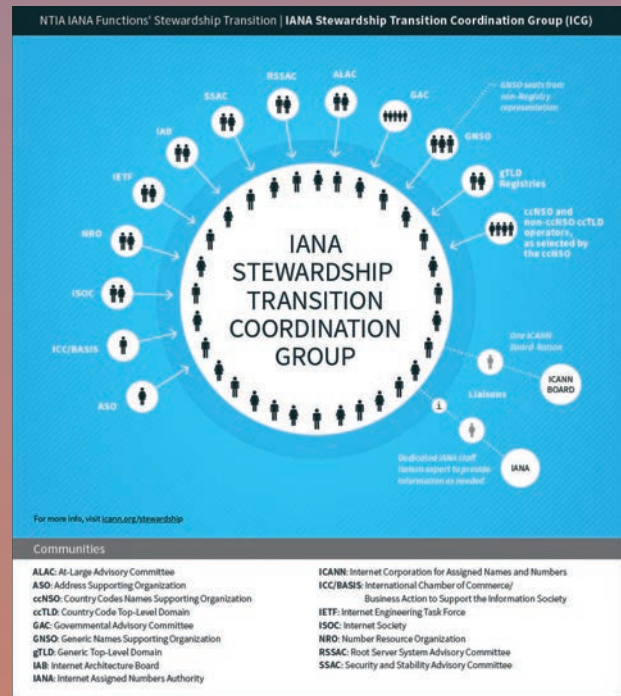 NTIA IANA Functions' Stewardship Transition | IANA Stewardship Transition Coordination Group (ICG)
ALAC
RSSAC
GAC
SSAC
GNSO seats from
non-Registry
representation
GNSO
IAB
gTLD
Registries
IETF
ccNSO and
non-ccNSO ccTLD
operators,
as selected by
the ccNSO
NRO
ISOC
ICC/BASIS
ASO
IANA
STEWARDSHIP
TRANSITION
COORDINATION
GROUP
One ICANN
Board liaison
ICANN
BOARD
Liaisons
i
Dedicated IANA staff
liaison expert to provide
information as needed
IANA
For more info, visit icann.org/stewardship
Communities
ALAC: At-Large Advisory Committee
ASO: Address Supporting Organization
ccNSO: Country Codes Names Supporting Organization
ccTLD: Country Code Top-Level Domain
GAC: Governmental Advisory Committee
GNSO: Generic Names Supporting Organization
gTLD: Generic Top-Level Domain
IAB: Internet Architecture Board
IANA: Internet Assigned Numbers Authority
ICANN: Internet Corporation for Assigned Names and Numbers
ICC/BASIS: International Chamber of Commerce/
Business Action to Support the Information Society
IETF: Internet Engineering Task Force
ISOC: Internet Society
NRO: Number Resource Organization
RSSAC: Root Server System Advisory Committee
SSAC: Security and Stability Advisory Committee